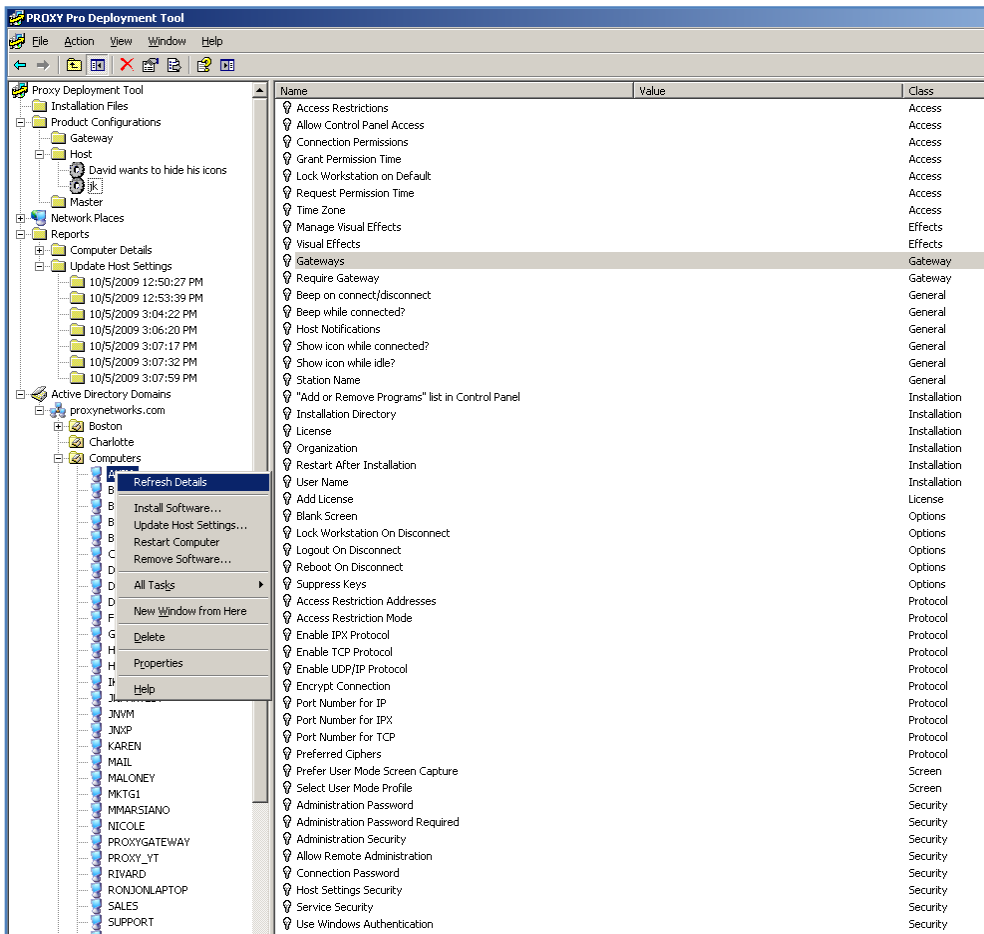 PROXY Pro Deployment Tool
File Action View Window Help
Proxy Deployment Tool
Installation Files
Product Configurations
Gateway
Host
David wants to hide his icons
jk
Master
Network Places
Reports
Computer Details
Update Host Settings
10/5/2009 12:50:27 PM
10/5/2009 12:53:39 PM
10/5/2009 3:04:22 PM
10/5/2009 3:06:20 PM
10/5/2009 3:07:17 PM
10/5/2009 3:07:32 PM
10/5/2009 3:07:59 PM
Active Directory Domains
proxynetworks.com
Boston
Charlotte
Computers
Refresh Details
Install Software...
Update Host Settings...
Restart Computer
Remove Software...
All Tasks
New Window from Here
Delete
Properties
Help
JNVM
JNXP
KAREN
MAIL
MALONEY
MKTG1
MMARSIANO
NICOLE
PROXYGATEWAY
PROXY_YT
RIVARD
RONJONLAPTOP
SALES
SUPPORT
Name Value Class
Access Restrictions Access
Allow Control Panel Access Access
Connection Permissions Access
Grant Permission Time Access
Lock Workstation on Default Access
Request Permission Time Access
Time Zone Access
Manage Visual Effects Effects
Visual Effects Effects
Gateways Gateway
Require Gateway Gateway
Beep on connect/disconnect General
Beep while connected? General
Host Notifications General
Show icon while connected? General
Show icon while idle? General
Station Name General
"Add or Remove Programs" list in Control Panel Installation
Installation Directory Installation
License Installation
Organization Installation
Restart After Installation Installation
User Name Installation
Add License License
Blank Screen Options
Lock Workstation On Disconnect Options
Logout On Disconnect Options
Reboot On Disconnect Options
Suppress Keys Options
Access Restriction Addresses Protocol
Access Restriction Mode Protocol
Enable IPX Protocol Protocol
Enable TCP Protocol Protocol
Enable UDP/IP Protocol Protocol
Encrypt Connection Protocol
Port Number for IP Protocol
Port Number for IPX Protocol
Port Number for TCP Protocol
Preferred Ciphers Protocol
Prefer User Mode Screen Capture Screen
Select User Mode Profile Screen
Administration Password Security
Administration Password Required Security
Administration Security Security
Allow Remote Administration Security
Connection Password Security
Host Settings Security Security
Service Security Security
Use Windows Authentication Security